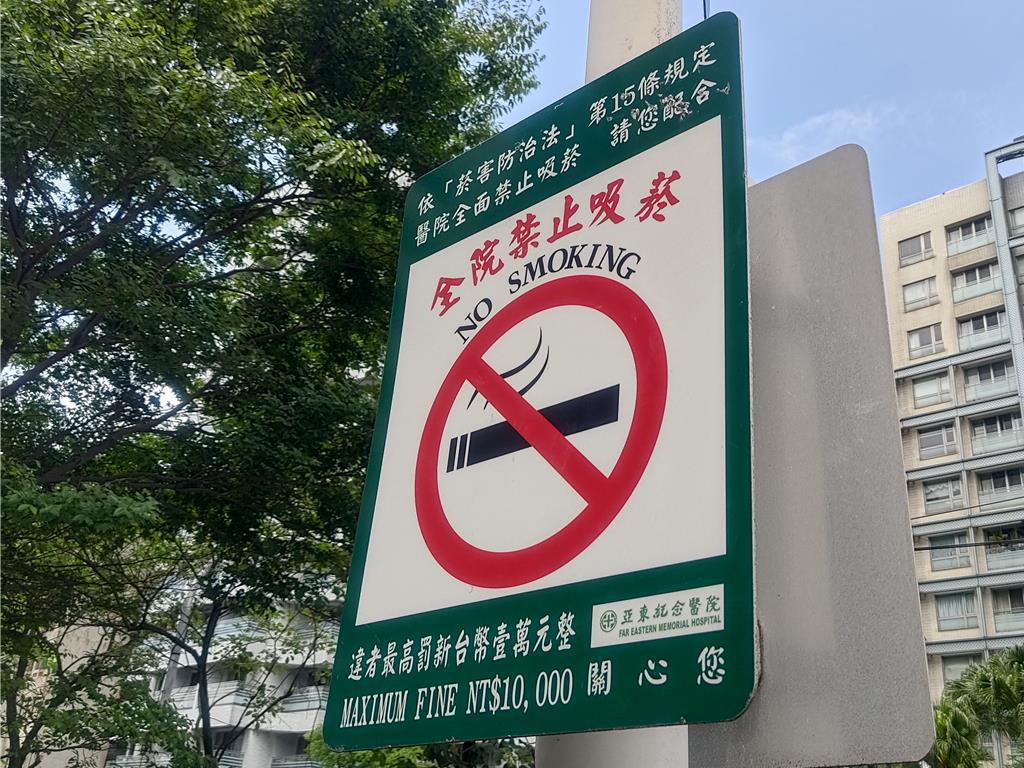 依「菸害防治法」第15條規定
醫院全面禁止吸菸 請您配合
全院禁止吸菸
NO SMOKING
違者最高罰新台幣壹萬元整
MAXIMUM FINE NT$10,000
亞東紀念醫院
FAR EASTERN MEMORIAL HOSPITAL
關心您